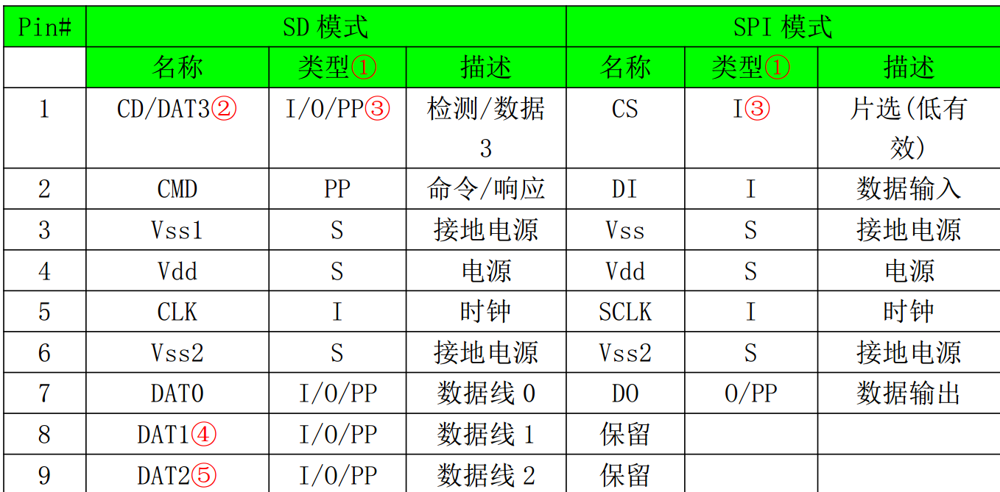 Pin# SD 模式 SPI 模式
名称 类型① 描述 名称 类型① 描述
1 CD/DAT3② I/O/PP③ 检测/数据 CS I③ 片选(低有
3 效)
2 CMD PP 命令/响应 DI I 数据输入
3 Vss1 S 接地电源 Vss S 接地电源
4 Vdd S 电源 Vdd S 电源
5 CLK I 时钟 SCLK I 时钟
6 Vss2 S 接地电源 Vss2 S 接地电源
7 DAT0 I/O/PP 数据线 0 DO O/PP 数据输出
8 DAT1④ I/O/PP 数据线 1 保留
9 DAT2⑤ I/O/PP 数据线 2 保留